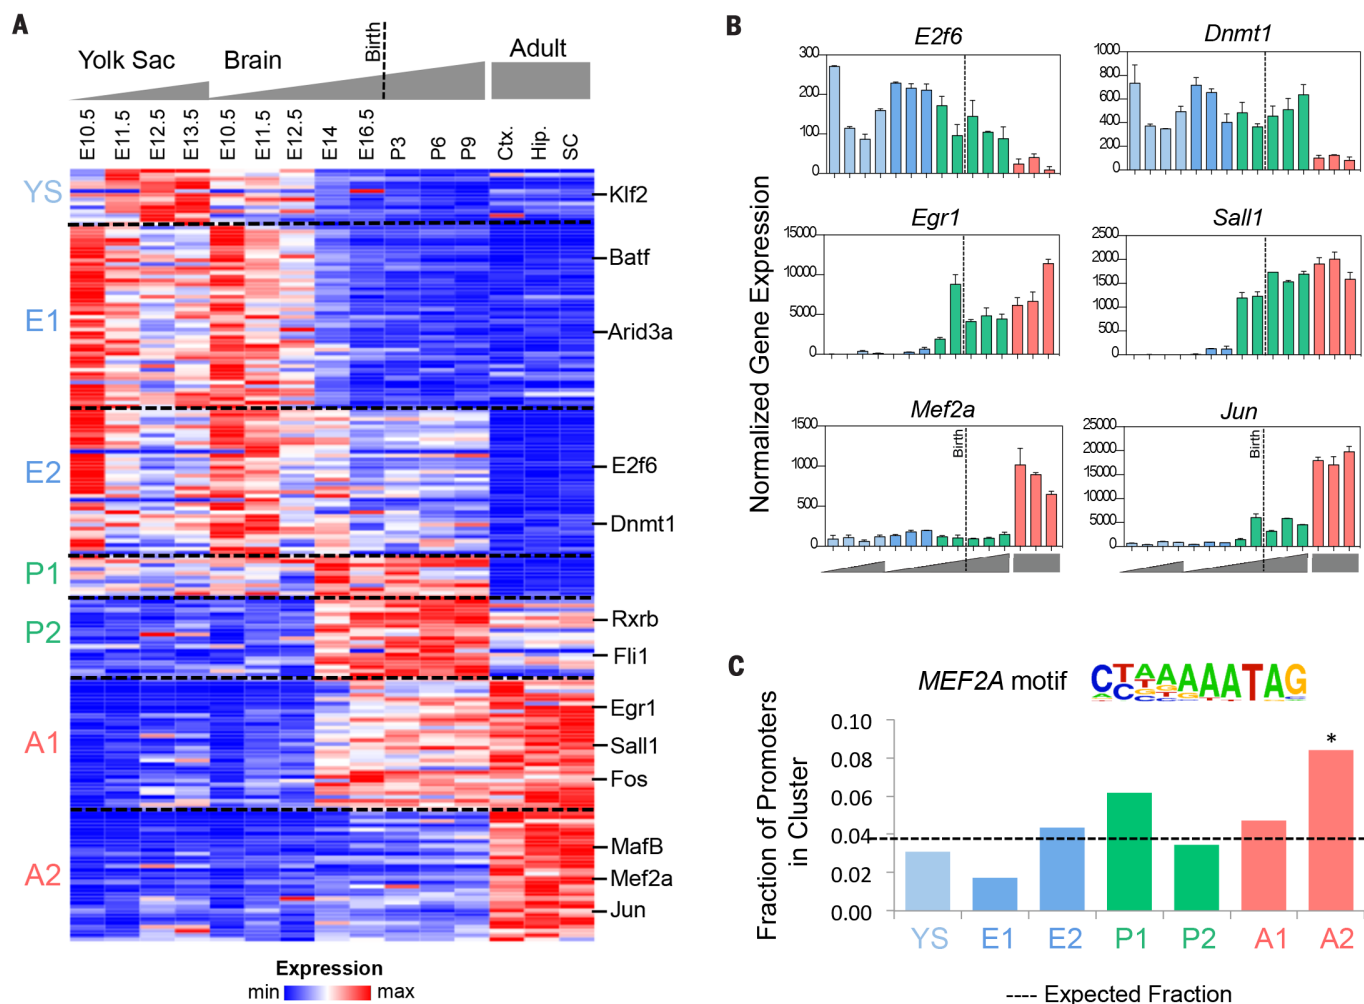 A
Yolk Sac
Brain
Birth
Adult
E10.5
E11.5
E12.5
E13.5
E10.5
E11.5
E12.5
E14
E16.5
P3
P6
P9
Ctx.
Hip.
SC
YS
Klf2
Batf
E1
Arid3a
E2
E2f6
Dnmt1
P1
P2
Rxrb
Fli1
A1
Egr1
Sall1
Fos
A2
MafB
Mef2a
Jun
Expression
min max
B
Normalized Gene Expression
E2f6
300
200
100
0
Dnmt1
1000
800
600
400
200
0
Egr1
15000
10000
5000
0
Sall1
2500
2000
1500
1000
500
0
Mef2a
1500
1000
500
0
Birth
Jun
25000
20000
15000
10000
5000
0
Birth
C
MEF2A motif
CTAAAAATAG
Fraction of Promoters
in Cluster
0.10
0.08
0.06
0.04
0.02
0.00
*
YS E1 E2 P1 P2 A1 A2
---- Expected Fraction